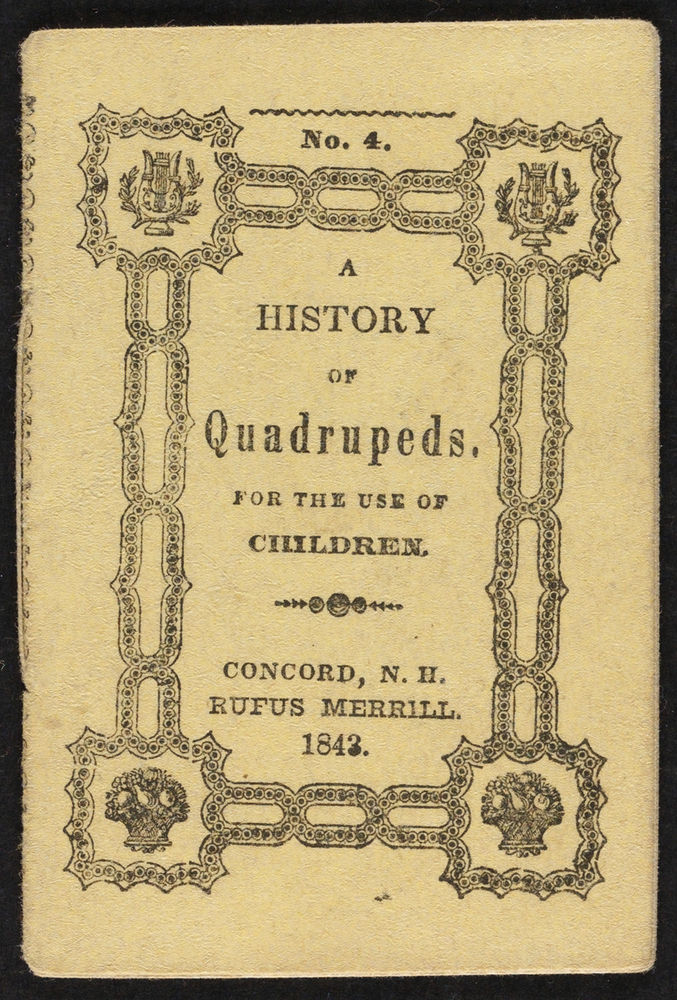 No. 4.
A
HISTORY
OF
Quadrupeds.
FOR THE USE OF
CHILDREN.
CONCORD, N. H.
RUFUS MERRILL.
1843.